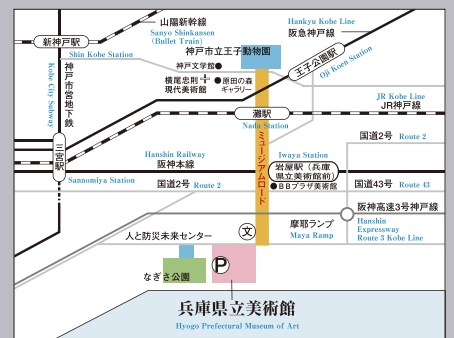 山陽新幹線
Sanyo Shinkansen
(Bullet Train)
Hankyu Kobe Line
阪急神戸線
新神戸駅
Shin Kobe Station
神戸市立王子動物園
神戸文学館
王子公園駅
Oji Koen Station
横尾忠則
現代美術館
原田の森
ギャラリー
神戸市営地下鉄
Kobe City Subway
JR Kobe Line
JR神戸線
灘駅
Nada Station
ミュージアムロード
三宮駅
Sannomiya Station
国道2号 Route 2
Hanshin Railway
阪神本線
Iwaya Station
岩屋駅（兵庫
県立美術館前）
BBプラザ美術館
国道2号 Route 2
国道43号 Route 43
阪神高速3号神戸線
Hanshin
Expressway
Route 3 Kobe Line
摩耶ランプ
Maya Ramp
人と防災未来センター
文
なぎさ公園
P
兵庫県立美術館
Hyogo Prefectural Museum of Art